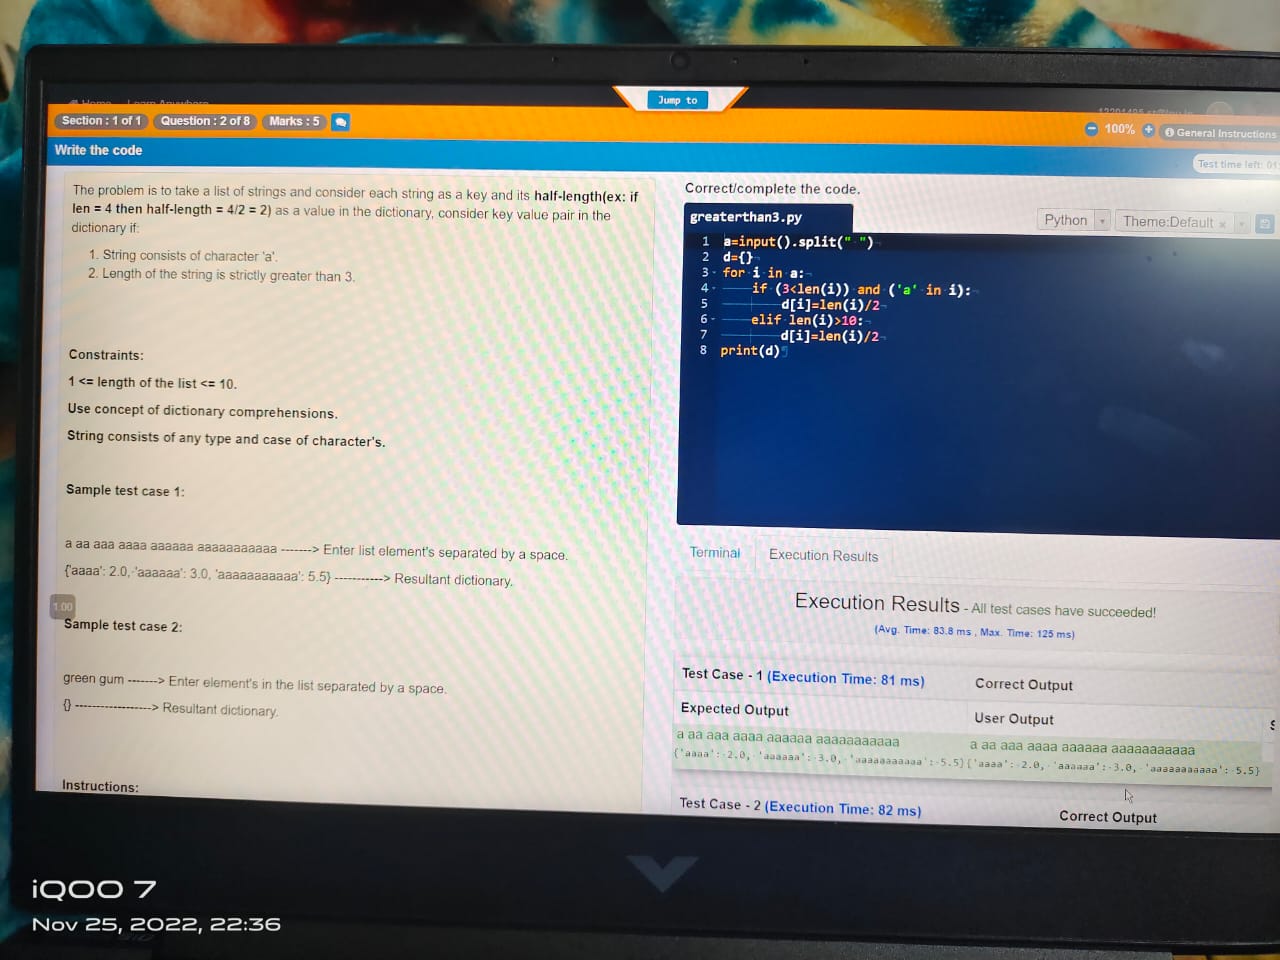 Home Learn Anywhere
Jump to
Section : 1 of 1 Question : 2 of 8 Marks : 5
100% General Instructions
Write the code
Test time left: 01:
The problem is to take a list of strings and consider each string as a key and its half-length(ex: if
len = 4 then half-length = 4/2 = 2) as a value in the dictionary, consider key value pair in the
dictionary if:
1. String consists of character 'a'.
2. Length of the string is strictly greater than 3.
Constraints:
1 <= length of the list <= 10.
Use concept of dictionary comprehensions.
String consists of any type and case of character's.
Sample test case 1:
a aa aaa aaaa aaaaaa aaaaaaaaaaa -------> Enter list element's separated by a space.
{'aaaa': 2.0, 'aaaaaa': 3.0, 'aaaaaaaaaaa': 5.5} -----------> Resultant dictionary.
1.00
Sample test case 2:
green gum -------> Enter element's in the list separated by a space.
{} ------------------> Resultant dictionary.
Instructions:
Correct/complete the code.
greaterthan3.py
Python Theme:Default ×
1 a=input().split(" ")
2 d={}
3 for i in a:
4 if (3<len(i)) and ('a' in i):
5 d[i]=len(i)/2
6 elif len(i)>10:
7 d[i]=len(i)/2
8 print(d)
Terminal Execution Results
Execution Results - All test cases have succeeded!
(Avg. Time: 83.8 ms , Max. Time: 125 ms)
Test Case - 1 (Execution Time: 81 ms) Correct Output
Expected Output User Output
a aa aaa aaaa aaaaaa aaaaaaaaaaa a aa aaa aaaa aaaaaa aaaaaaaaaaa
{'aaaa': 2.0, 'aaaaaa': 3.0, 'aaaaaaaaaaa': 5.5} {'aaaa': 2.0, 'aaaaaa': 3.0, 'aaaaaaaaaaa': 5.5}
Test Case - 2 (Execution Time: 82 ms) Correct Output
iQOO 7
Nov 25, 2022, 22:36